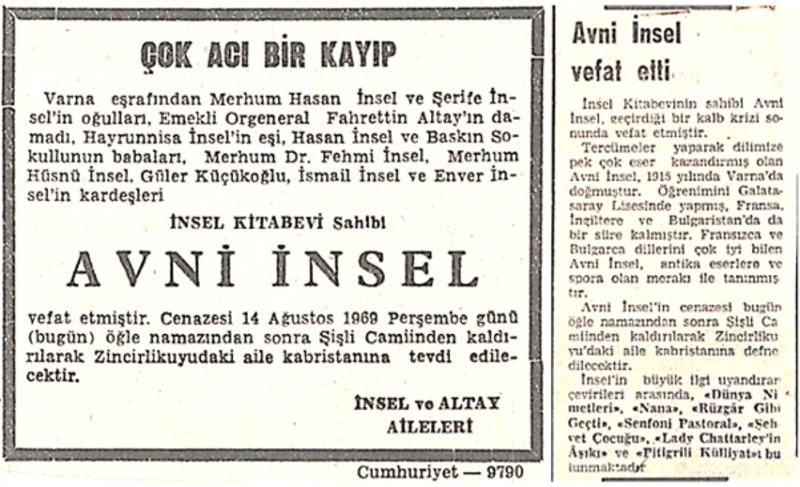 ÇOK ACI BİR KAYIP
Varna eşrafından Merhum Hasan İnsel ve Şerife İn-
sel'in oğulları, Emekli Orgeneral Fahrettin Altay'ın da-
madı, Hayrunnisa İnsel'in eşi, Hasan İnsel ve Baskın So-
kullunun babaları, Merhum Dr. Fehmi İnsel, Merhum
Hüsnü İnsel, Güler Küçükoğlu, İsmail İnsel ve Enver İn-
sel'in kardeşleri
İNSEL KİTABEVİ Sahibi
AVNİ İNSEL
vefat etmiştir. Cenazesi 14 Ağustos 1969 Perşembe günü
(bugün) öğle namazından sonra Şişli Camiinden kaldı-
rılarak Zincirlikuyudaki aile kabristanına tevdi edile-
cektir.
İNSEL ve ALTAY
AİLELERİ
Cumhuriyet — 9790
Avni İnsel
vefat etti
İnsel Kitabevinin sahibi Avni
İnsel, geçirdiği bir kalb krizi so-
nunda vefat etmiştir.
Tercümeler yaparak dilimize
pek çok eser kazandırmış olan
Avni İnsel, 1915 yılında Varna'da
doğmuştur. Öğrenimini Galata-
saray Lisesinde yapmış, Fransa,
İngiltere ve Bulgaristan'da da
bir süre kalmıştır. Fransızca ve
Bulgarca dillerini çok iyi bilen
Avni İnsel, antika eserlere ve
spora olan merakı ile tanınmış
tır.
Avni İnsel'in cenazesi bugün
öğle namazından sonra Şişli Ca
miinden kaldırılarak Zincirliku
yu'daki aile kabristanına defne
dilecektir.
İnsel'in büyük ilgi uyandırar
çevirileri arasında, «Dünya Ni
metleri», «Nana», «Rüzgâr Gibi
Geçti», «Senfoni Pastoral», «Şeh
vet Çocuğu», «Lady Chattarley'in
Âşıkı» ve «Pitigrili Külliyat»ı bu
lunmaktadır